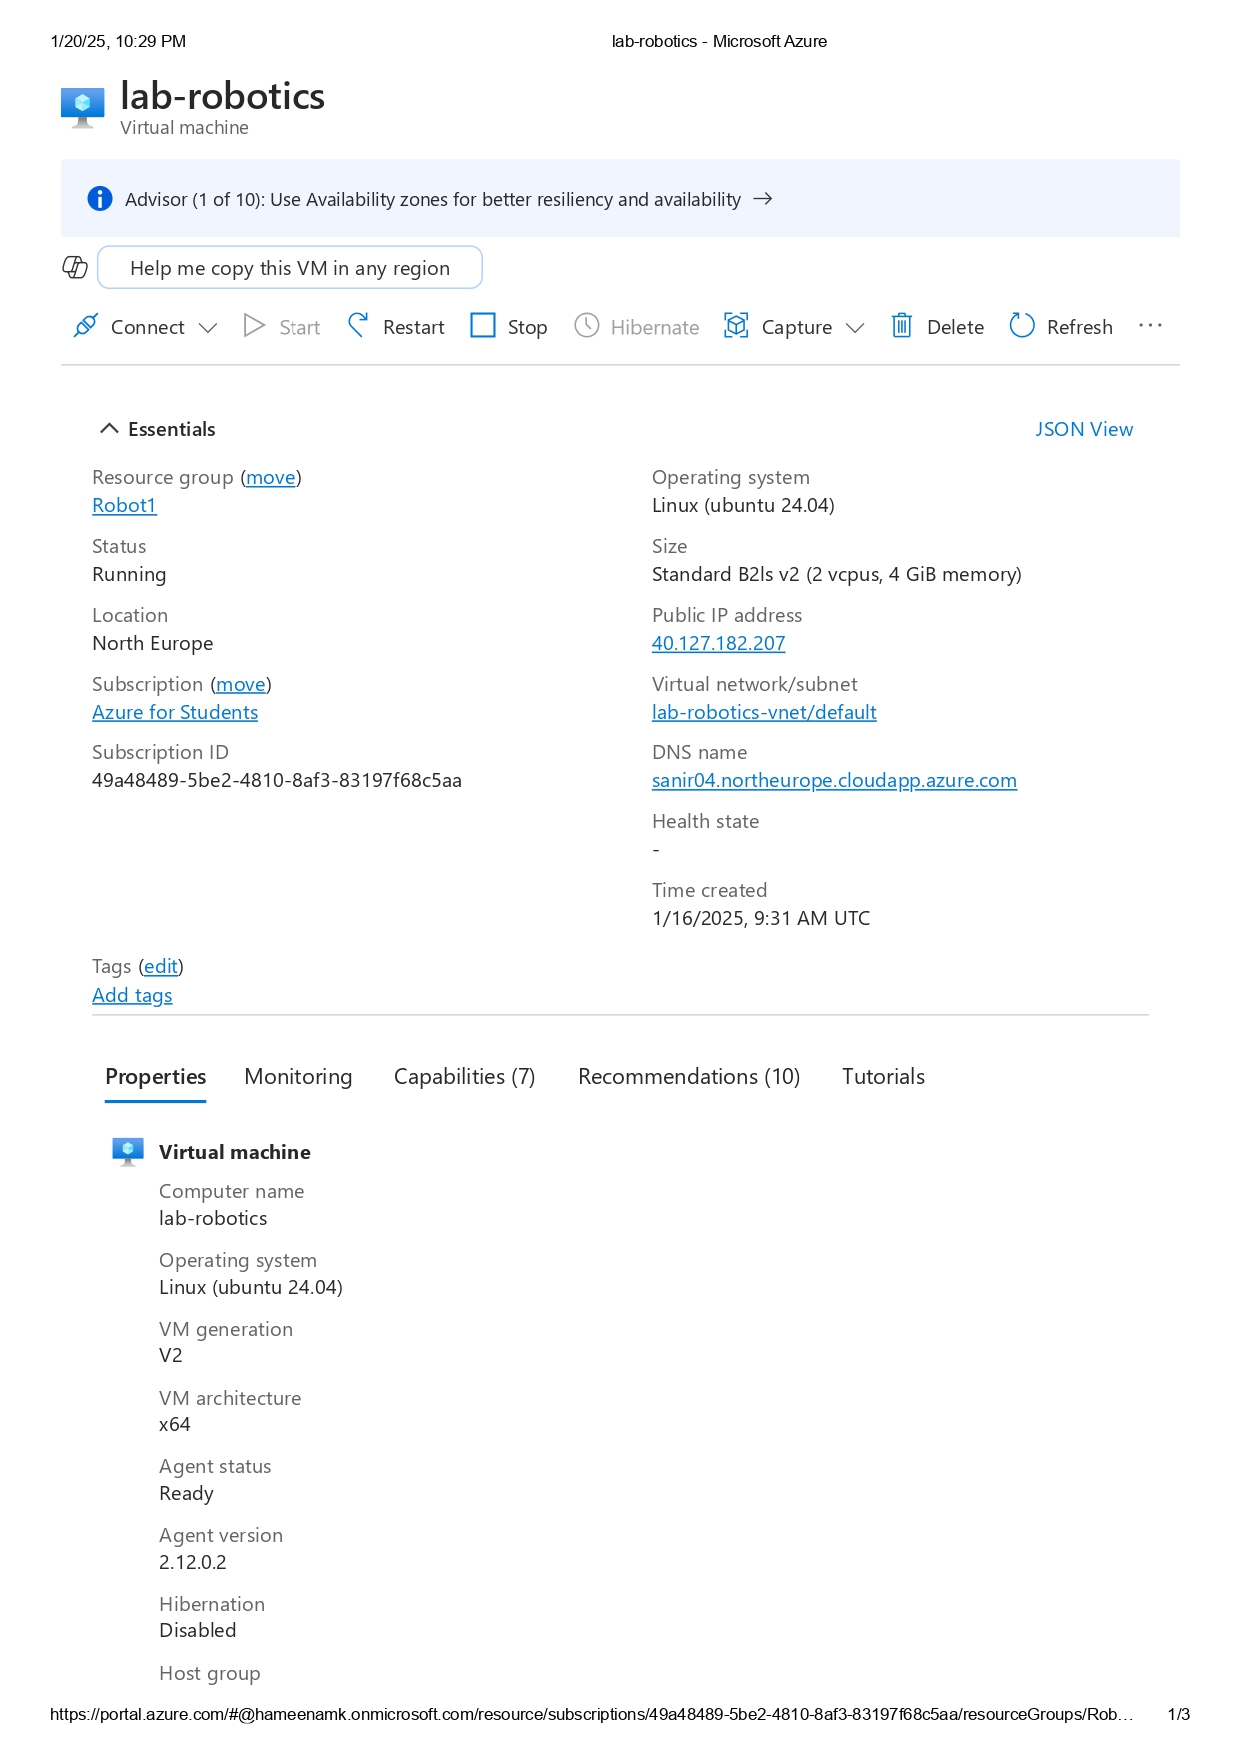 1/20/25, 10:29 PM
lab-robotics - Microsoft Azure
lab-robotics
Virtual machine
Advisor (1 of 10): Use Availability zones for better resiliency and availability →
Help me copy this VM in any region
Connect Start Restart Stop Hibernate Capture Delete Refresh ···
Essentials
JSON View
Resource group (move)
Robot1
Status
Running
Location
North Europe
Subscription (move)
Azure for Students
Subscription ID
49a48489-5be2-4810-8af3-83197f68c5aa
Operating system
Linux (ubuntu 24.04)
Size
Standard B2ls v2 (2 vcpus, 4 GiB memory)
Public IP address
40.127.182.207
Virtual network/subnet
lab-robotics-vnet/default
DNS name
sanir04.northeurope.cloudapp.azure.com
Health state
-
Time created
1/16/2025, 9:31 AM UTC
Tags (edit)
Add tags
Properties Monitoring Capabilities (7) Recommendations (10) Tutorials
Virtual machine
Computer name
lab-robotics
Operating system
Linux (ubuntu 24.04)
VM generation
V2
VM architecture
x64
Agent status
Ready
Agent version
2.12.0.2
Hibernation
Disabled
Host group
https://portal.azure.com/#@hameenamk.onmicrosoft.com/resource/subscriptions/49a48489-5be2-4810-8af3-83197f68c5aa/resourceGroups/Rob…
1/3